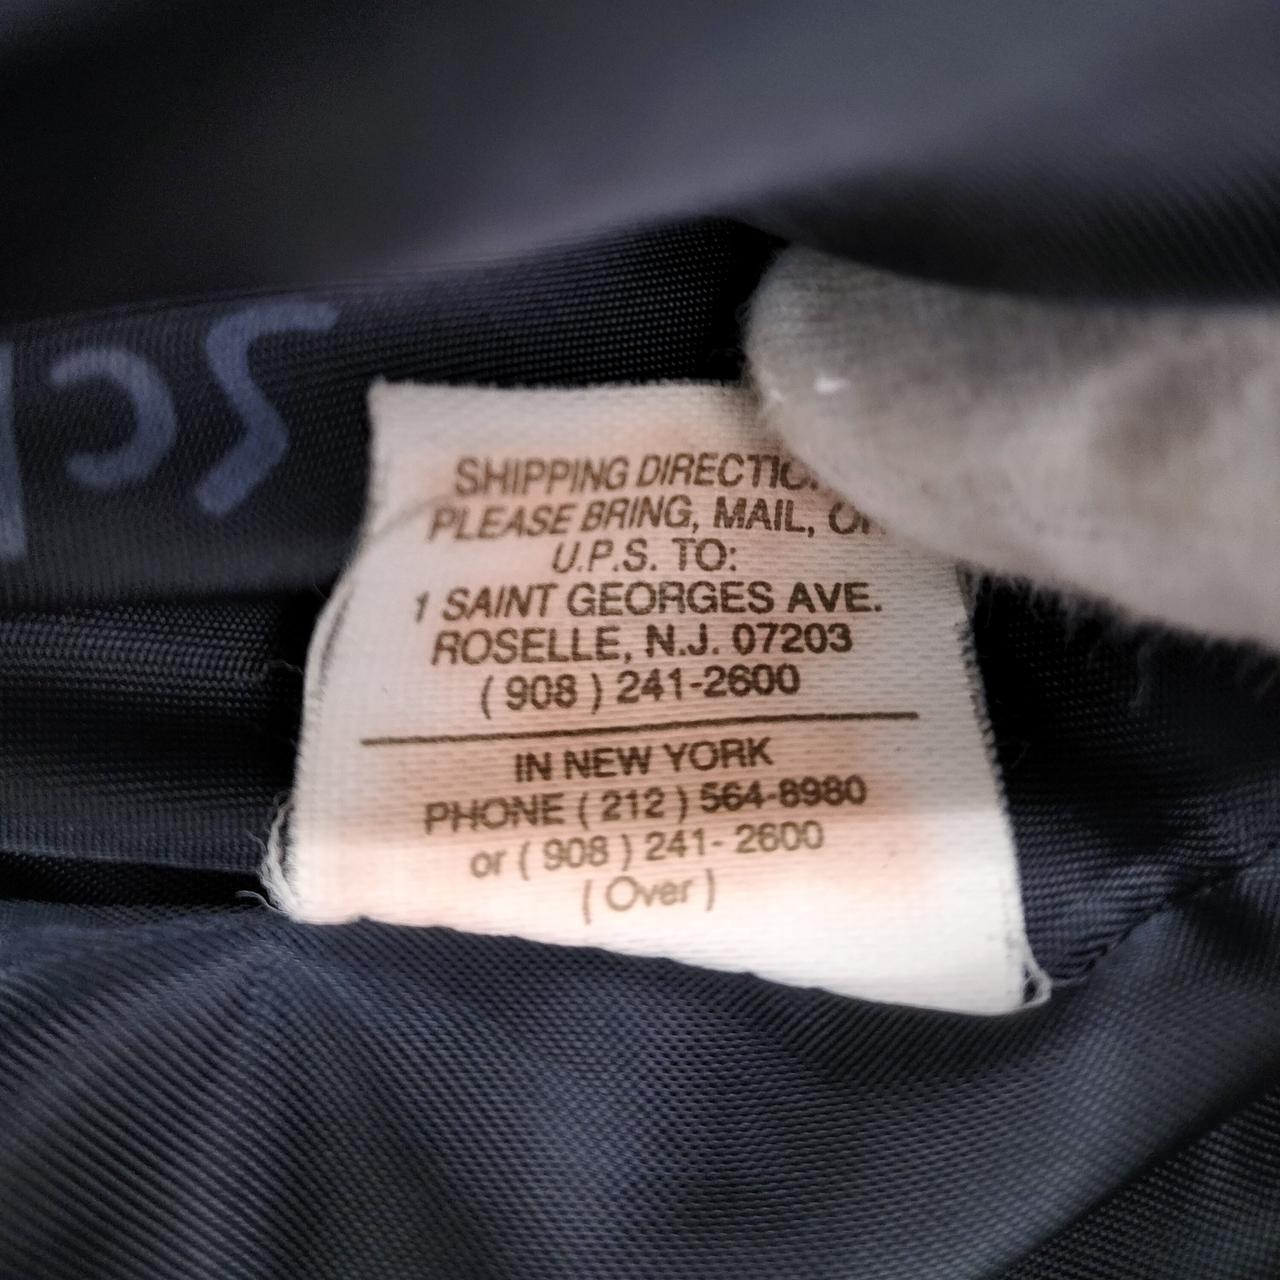 SHIPPING
PLEASE BRING, MAIL,
U.P.S. TO:
1 SAINT GEORGES AVE.
ROSELLE, N.J. 07203
( 908 ) 241-2600
IN NEW YORK
PHONE ( 212 ) 564-8980
or ( 908 ) 241- 2600
( Over )